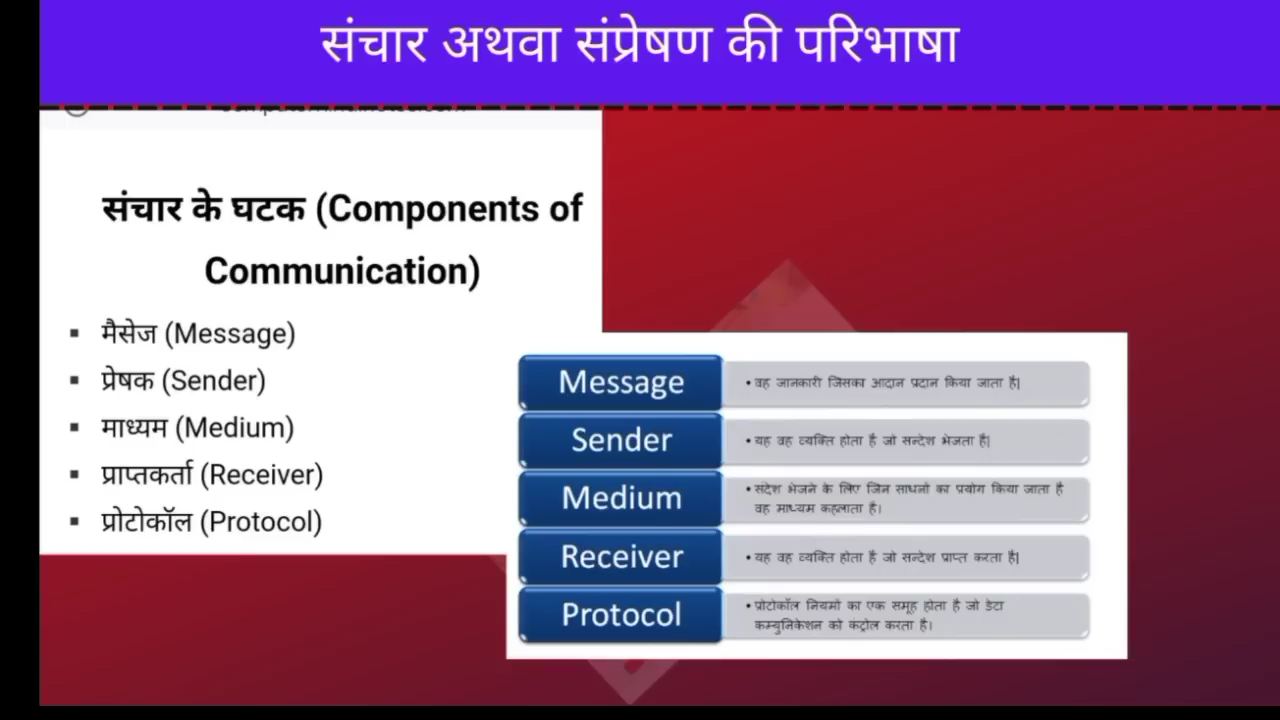 संचार अथवा संप्रेषण की परिभाषा
संचार के घटक (Components of
Communication)
▪ मैसेज (Message)
▪ प्रेषक (Sender)
▪ माध्यम (Medium)
▪ प्राप्तकर्ता (Receiver)
▪ प्रोटोकॉल (Protocol)
Message
• वह जानकारी जिसका आदान प्रदान किया जाता है|
Sender
• यह वह व्यक्ति होता है जो सन्देश भेजता है|
Medium
• संदेश भेजने के लिए जिन साधनो का प्रयोग किया जाता है
वह माध्यम कहलाता है।
Receiver
• यह वह व्यक्ति होता है जो सन्देश प्राप्त करता है|
Protocol
• प्रोटोकॉल नियमो का एक समूह होता है जो डेटा
कम्युनिकेशन को कंट्रोल करता है।